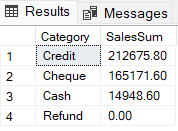 Results Messages
Category SalesSum
1 Credit 212675.80
2 Cheque 165171.60
3 Cash 14948.60
4 Refund 0.00